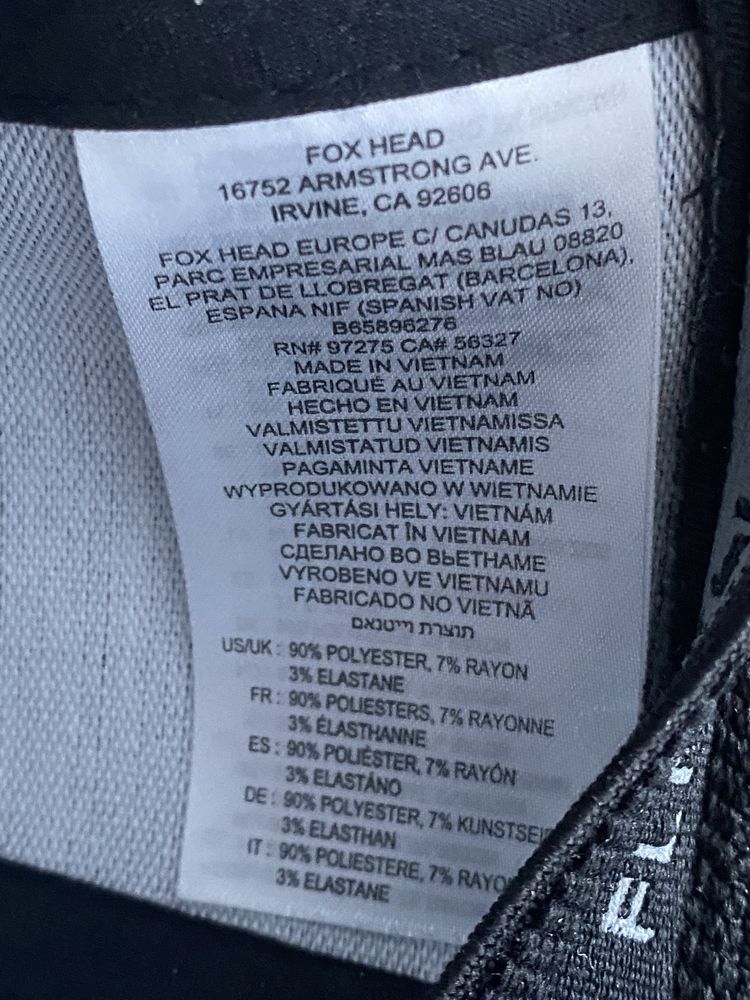 FOX HEAD
16752 ARMSTRONG AVE.
IRVINE, CA 92606
FOX HEAD EUROPE C/ CANUDAS 13,
PARC EMPRESARIAL MAS BLAU 08820
EL PRAT DE LLOBREGAT (BARCELONA),
ESPANA NIF (SPANISH VAT NO)
B65896276
RN# 97275 CA# 56327
MADE IN VIETNAM
FABRIQUÉ AU VIETNAM
HECHO EN VIETNAM
VALMISTETTU VIETNAMISSA
VALMISTATUD VIETNAMIS
PAGAMINTA VIETNAME
WYPRODUKOWANO W WIETNAMIE
GYÁRTÁSI HELY: VIETNÁM
FABRICAT ÎN VIETNAM
СДЕЛАНО ВО ВЬЕТНАМЕ
VYROBENO VE VIETNAMU
FABRICADO NO VIETNÃ
תוצרת וייטנאם
US/UK : 90% POLYESTER, 7% RAYON
3% ELASTANE
FR : 90% POLIESTERS, 7% RAYONNE
3% ÉLASTHANNE
ES : 90% POLIÉSTER, 7% RAYÓN
3% ELASTÁNO
DE : 90% POLYESTER, 7%
3% ELASTHAN
IT : 90% POLIESTERE, 7%
3% ELASTANE